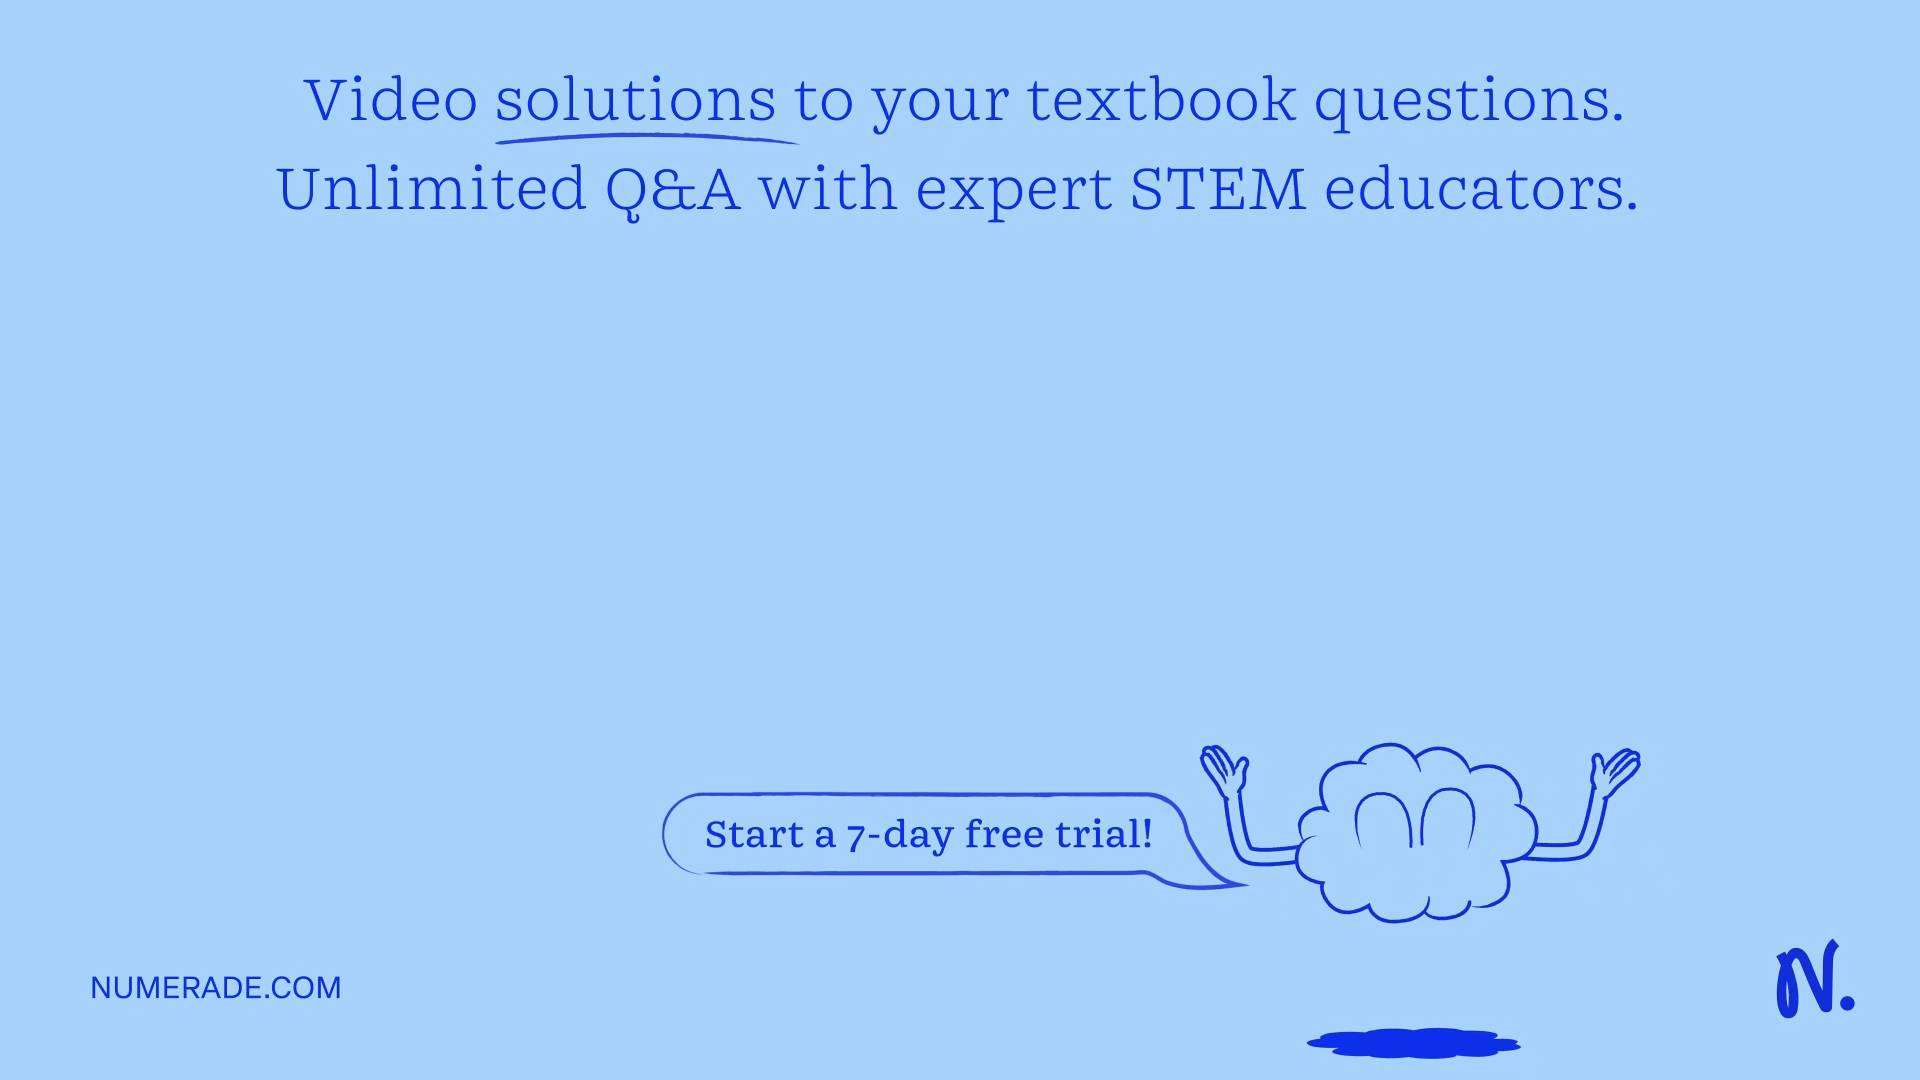 Video solutions to your textbook questions.
Unlimited Q&A with expert STEM educators.
Start a 7-day free trial!
NUMERADE.COM
N.